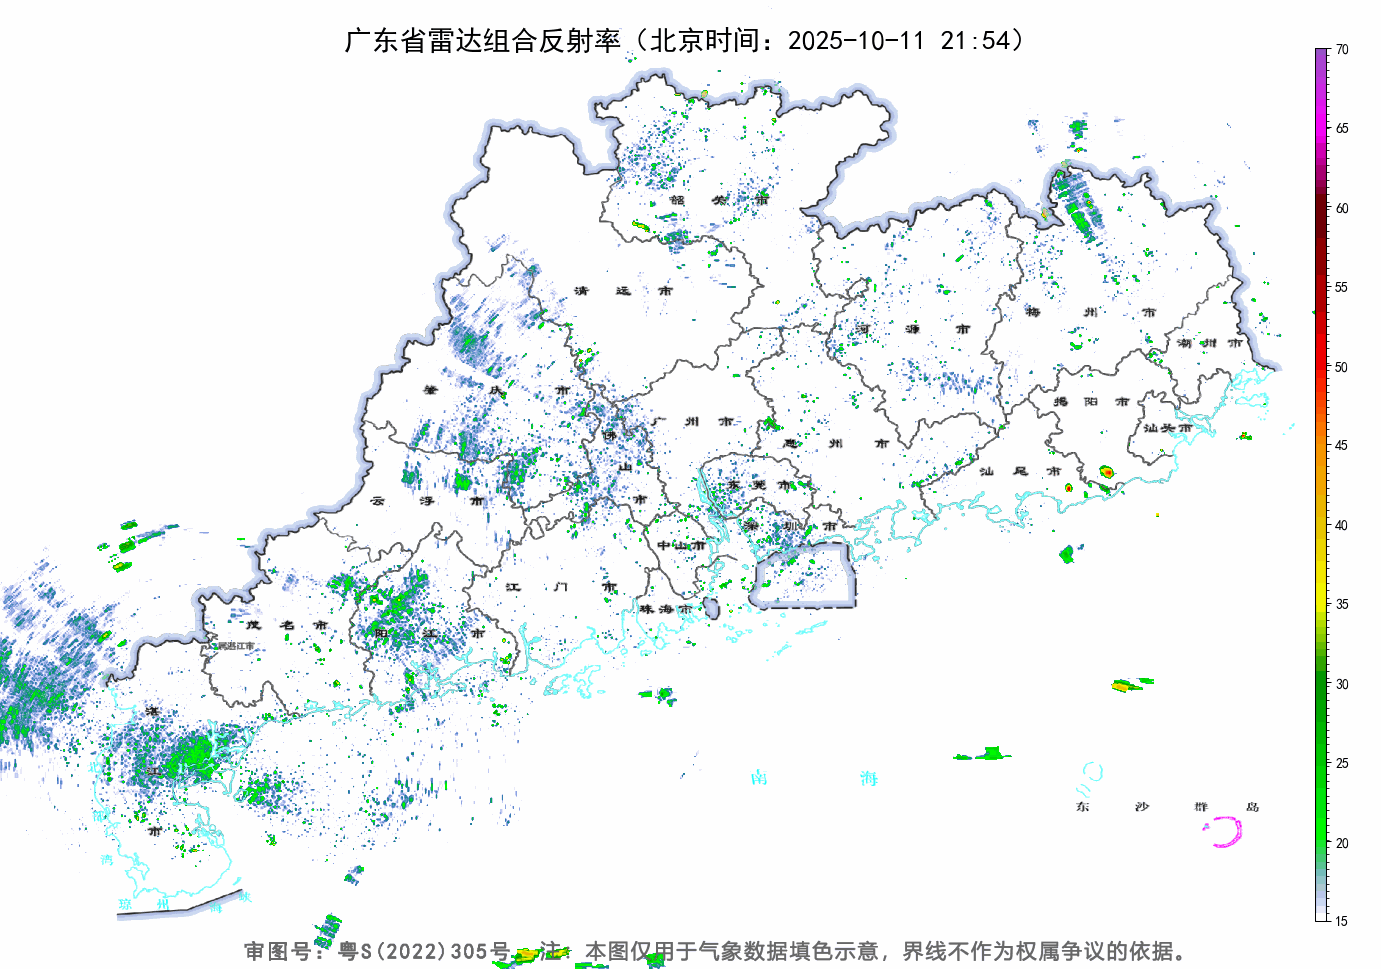 广东省雷达组合反射率（北京时间：2025-10-11 21:54）
70
65
60
55
50
45
40
35
30
25
20
15
韶关市
清远市
河源市
梅州市
潮州市
肇庆市
广州市
揭阳市
汕头市
佛山市
惠州市
汕尾市
云浮市
东莞市
深圳市
中山市
江门市
珠海市
茂名市
阳江市
属湛江市
湛江市
南海
东沙群岛
北部湾
琼州海峡
审图号：粤S(2022)305号 注：本图仅用于气象数据填色示意，界线不作为权属争议的依据。